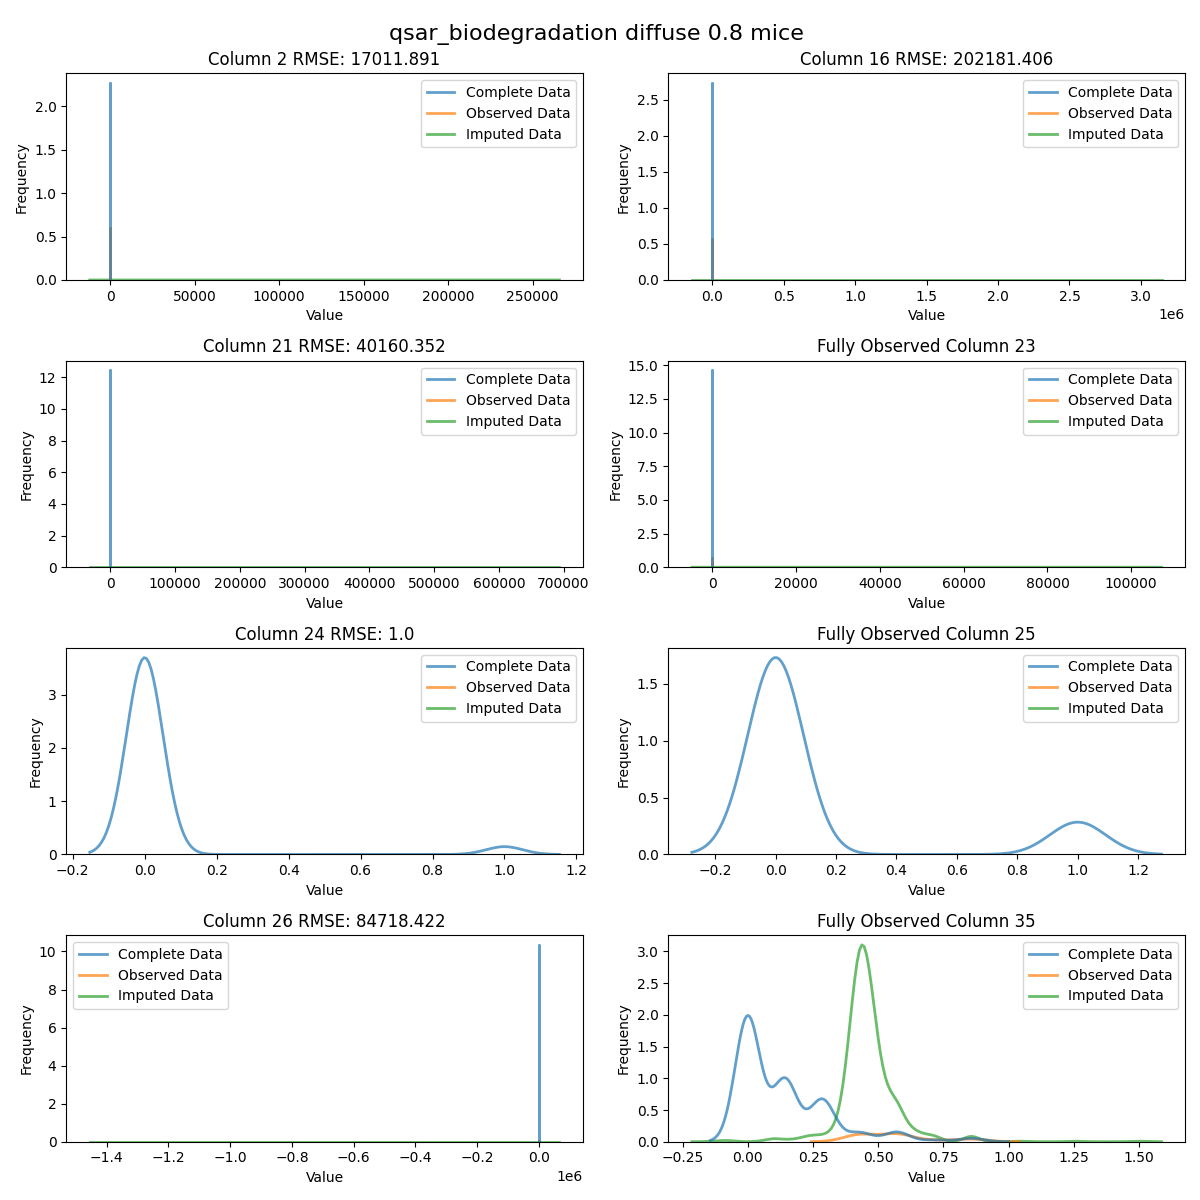 qsar_biodegradation diffuse 0.8 mice
Column 2 RMSE: 17011.891
Frequency
2.0
1.5
1.0
0.5
0.0
Complete Data
Observed Data
Imputed Data
0
50000
100000
150000
200000
250000
Value
Column 16 RMSE: 202181.406
Frequency
2.5
2.0
1.5
1.0
0.5
0.0
Complete Data
Observed Data
Imputed Data
0.0
0.5
1.0
1.5
2.0
2.5
3.0
1e6
Value
Column 21 RMSE: 40160.352
Frequency
12
10
8
6
4
2
0
Complete Data
Observed Data
Imputed Data
0
100000
200000
300000
400000
500000
600000
700000
Value
Fully Observed Column 23
Frequency
15.0
12.5
10.0
7.5
5.0
2.5
0.0
Complete Data
Observed Data
Imputed Data
0
20000
40000
60000
80000
100000
Value
Column 24 RMSE: 1.0
Frequency
3
2
1
0
Complete Data
Observed Data
Imputed Data
−0.2
0.0
0.2
0.4
0.6
0.8
1.0
1.2
Value
Fully Observed Column 25
Frequency
1.5
1.0
0.5
0.0
Complete Data
Observed Data
Imputed Data
−0.2
0.0
0.2
0.4
0.6
0.8
1.0
1.2
Value
Column 26 RMSE: 84718.422
Frequency
10
8
6
4
2
0
Complete Data
Observed Data
Imputed Data
−1.4
−1.2
−1.0
−0.8
−0.6
−0.4
−0.2
0.0
1e6
Value
Fully Observed Column 35
Frequency
3.0
2.5
2.0
1.5
1.0
0.5
0.0
Complete Data
Observed Data
Imputed Data
−0.25
0.00
0.25
0.50
0.75
1.00
1.25
1.50
Value